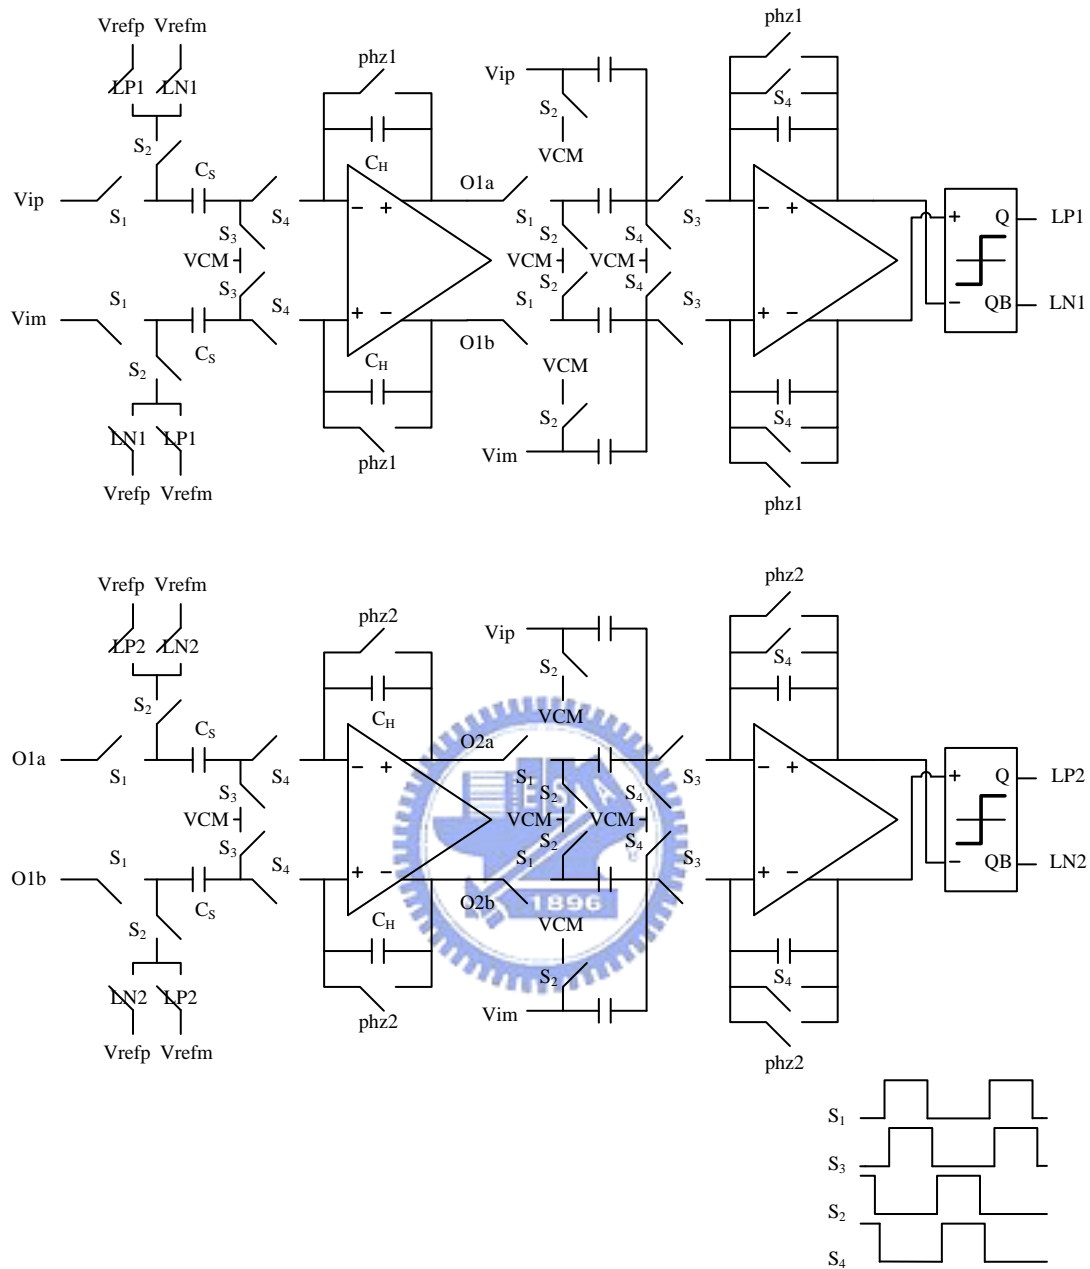 Vrefp Vrefm
phz1
phz1
LP1 LN1
Vip
S4
S2
S2
VCM
CS
CH
Vip
O1a
Q LP1
S1
S3
S4
S1
S2
S4
S3
VCM
VCM
VCM
S1
S3
S4
S2
S4
S1
S3
QB LN1
Vim
O1b
CS
CH
VCM
S2
S2
S4
LN1 LP1
Vim
phz1
Vrefp Vrefm
phz1
Vrefp Vrefm
phz2
phz2
LP2 LN2
Vip
S4
S2
S2
CH
VCM
CS
O2a
O1a
Q LP2
S1
S3
S4
S1
S2
S4
S3
VCM
VCM
VCM
S1
S3
S4
S2
S4
S1
S3
QB LN2
O1b
O2b
1896
CS
CH
VCM
S2
S2
S4
LN2 LP2
Vim
phz2
Vrefp Vrefm
phz2
S1
S3
S2
S4